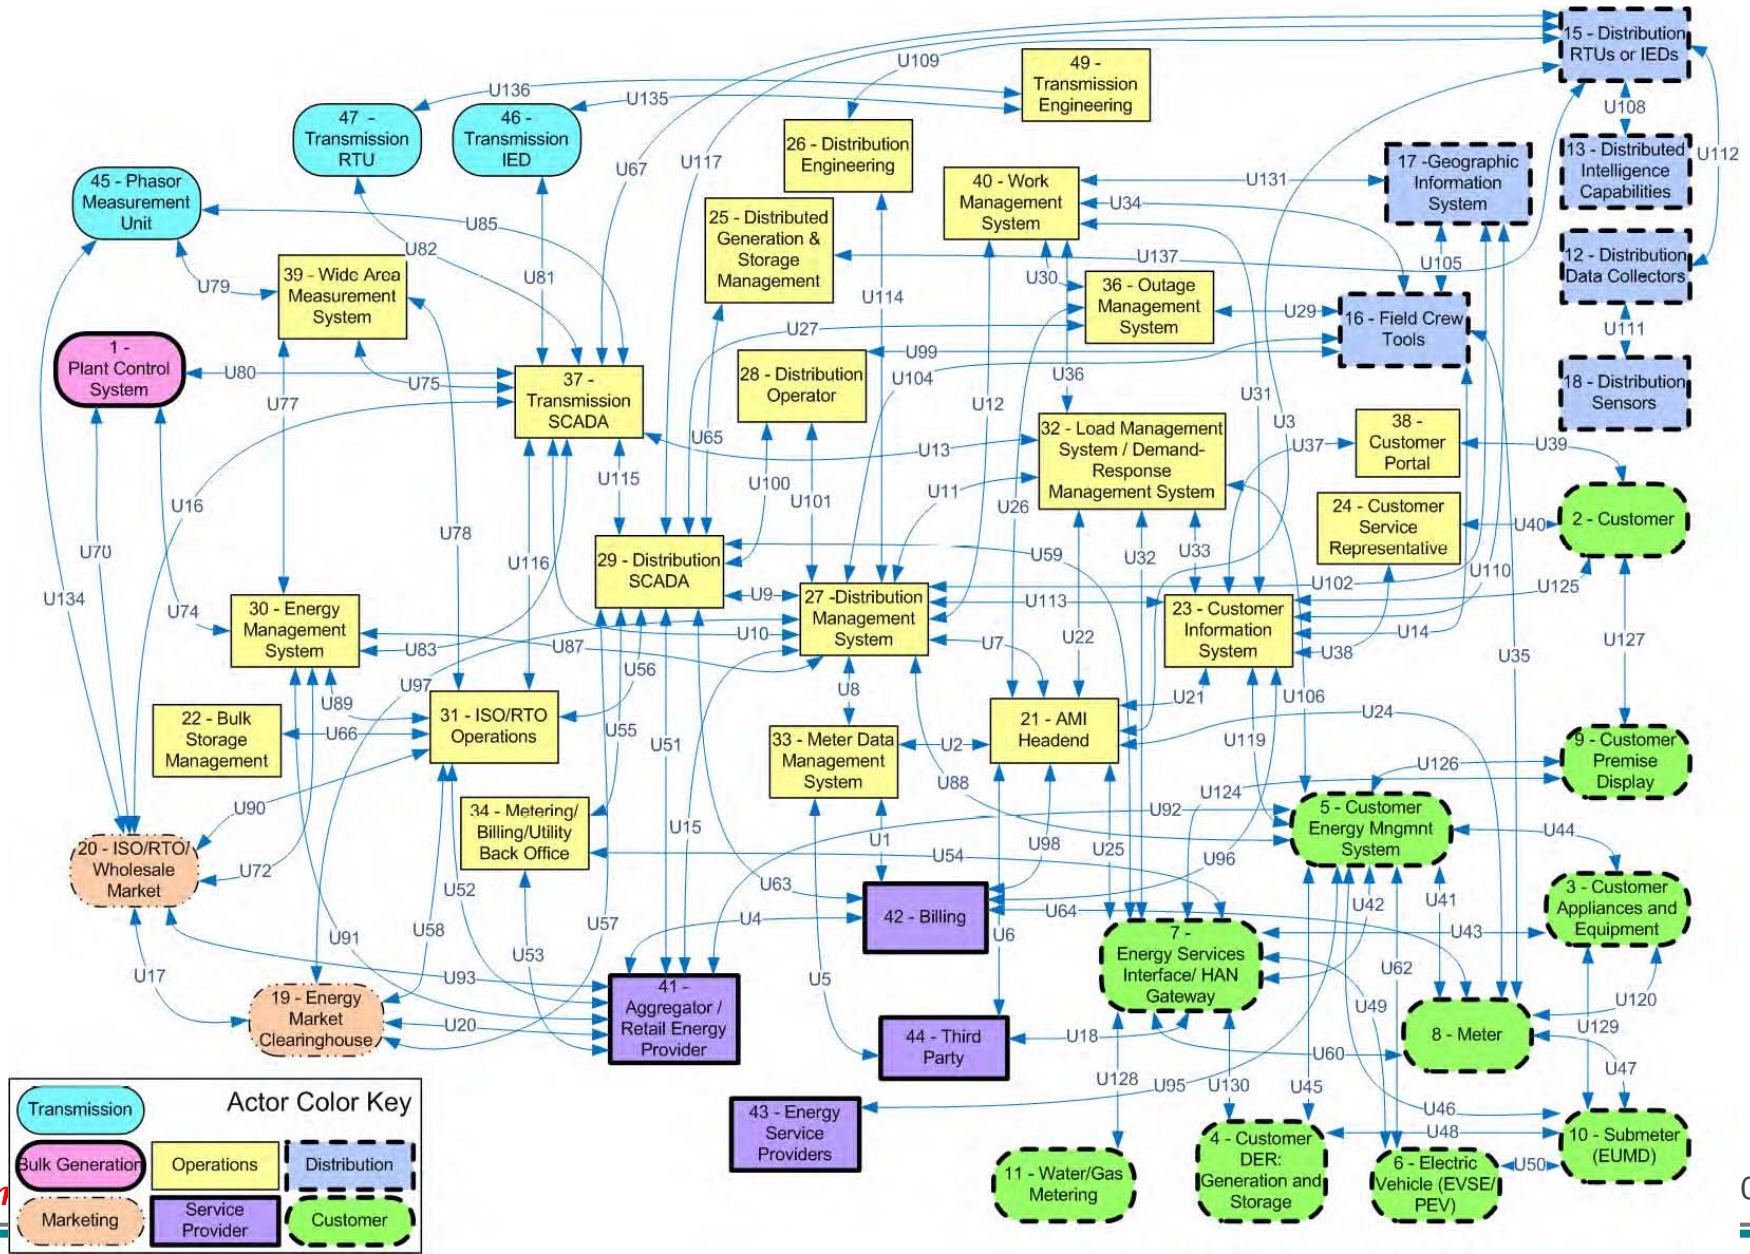 15 - Distribution
RTUs or IEDs
U109
49 -
Transmission
Engineering
U136
U135
U108
47 -
Transmission
RTU
46 -
Transmission
IED
26 - Distribution
Engineering
U67
U117
17 -Geographic
Information
System
13 - Distributed
Intelligence
Capabilities
U112
45 - Phasor
Measurement
Unit
40 - Work
Management
System
U131
U34
25 - Distributed
Generation &
Storage
Management
U85
U82
U81
U137
U105
12 - Distribution
Data Collectors
39 - Wide Area
Measurement
System
U79
U30
36 - Outage
Management
System
U114
U29
16 - Field Crew
Tools
U111
U27
U99
1 -
Plant Control
System
U80
U75
37 -
Transmission
SCADA
28 - Distribution
Operator
U104
U36
U31
18 - Distribution
Sensors
U77
U12
U65
U13
32 - Load Management
System / Demand-
Response
Management System
U3
U37
38 -
Customer
Portal
U39
U115
U100
U101
U11
U26
U16
U78
24 - Customer
Service
Representative
U40
2 - Customer
U70
U116
29 - Distribution
SCADA
U59
U32
U33
U110
U102
U125
U134
U74
30 - Energy
Management
System
U9
27 -Distribution
Management
System
U113
23 - Customer
Information
System
U10
U83
U87
U7
U22
U14
U38
U127
U35
U56
U97
U89
U8
U21
U106
22 - Bulk
Storage
Management
U66
31 - ISO/RTO
Operations
U55
U51
33 - Meter Data
Management
System
U2
21 - AMI
Headend
U24
U119
9 - Customer
Premise
Display
U126
U124
U88
U90
34 - Metering/
Billing/Utility
Back Office
U15
U92
5 - Customer
Energy Mngmnt
System
U44
U1
U98
U25
U54
U96
20 - ISO/RTO/
Wholesale
Market
U72
U52
U63
42 - Billing
U64
U41
U42
3 - Customer
Appliances and
Equipment
U4
U58
U57
U91
U53
U6
U43
7 -
Energy Services
Interface/ HAN
Gateway
U62
U17
U93
U5
U49
U120
19 - Energy
Market
Clearinghouse
U20
41 -
Aggregator /
Retail Energy
Provider
44 - Third
Party
U18
U60
8 - Meter
U129
U47
U128
U95
U130
U45
43 - Energy
Service
Providers
U46
U48
4 - Customer
DER:
Generation and
Storage
10 - Submeter
(EUMD)
11 - Water/Gas
Metering
6 - Electric
Vehicle (EVSE/
PEV)
U50
Actor Color Key
Transmission
Bulk Generation
Operations
Distribution
Marketing
Service
Provider
Customer